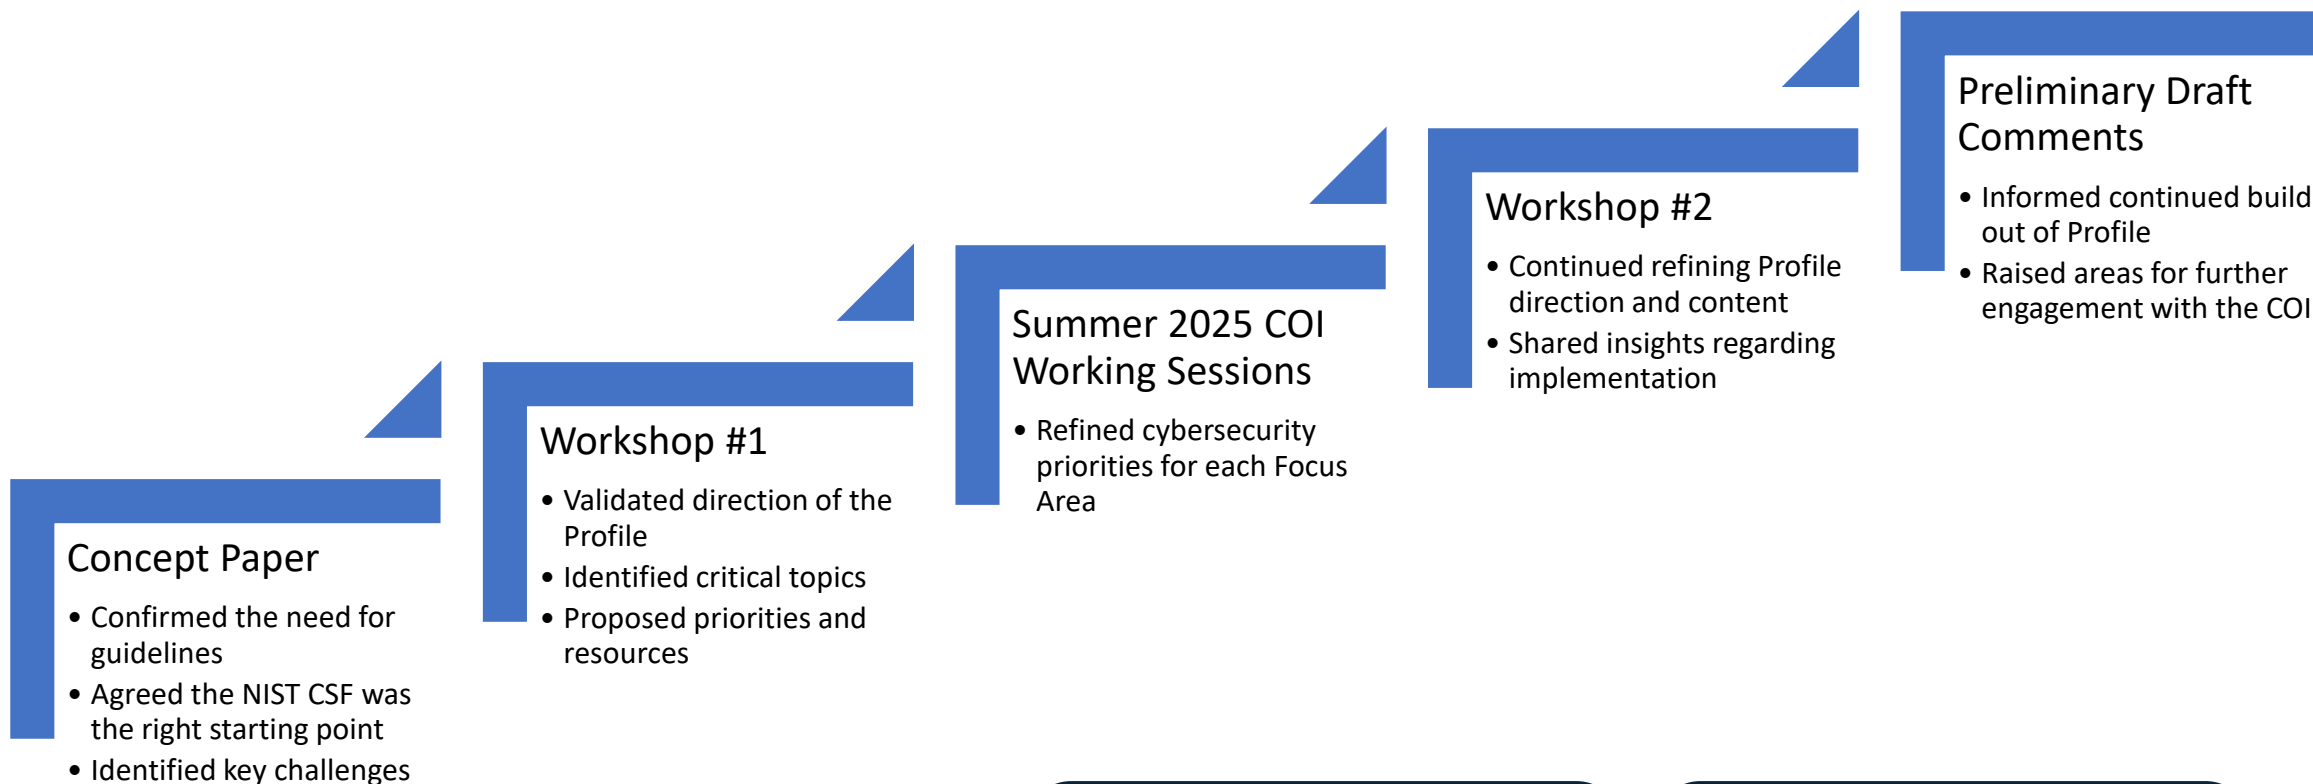 Concept Paper
• Confirmed the need for
guidelines
• Agreed the NIST CSF was
the right starting point
• Identified key challenges
Workshop #1
• Validated direction of the
Profile
• Identified critical topics
• Proposed priorities and
resources
Summer 2025 COI
Working Sessions
• Refined cybersecurity
priorities for each Focus
Area
Workshop #2
• Continued refining Profile
direction and content
• Shared insights regarding
implementation
Preliminary Draft
Comments
• Informed continued build
out of Profile
• Raised areas for further
engagement with the COI